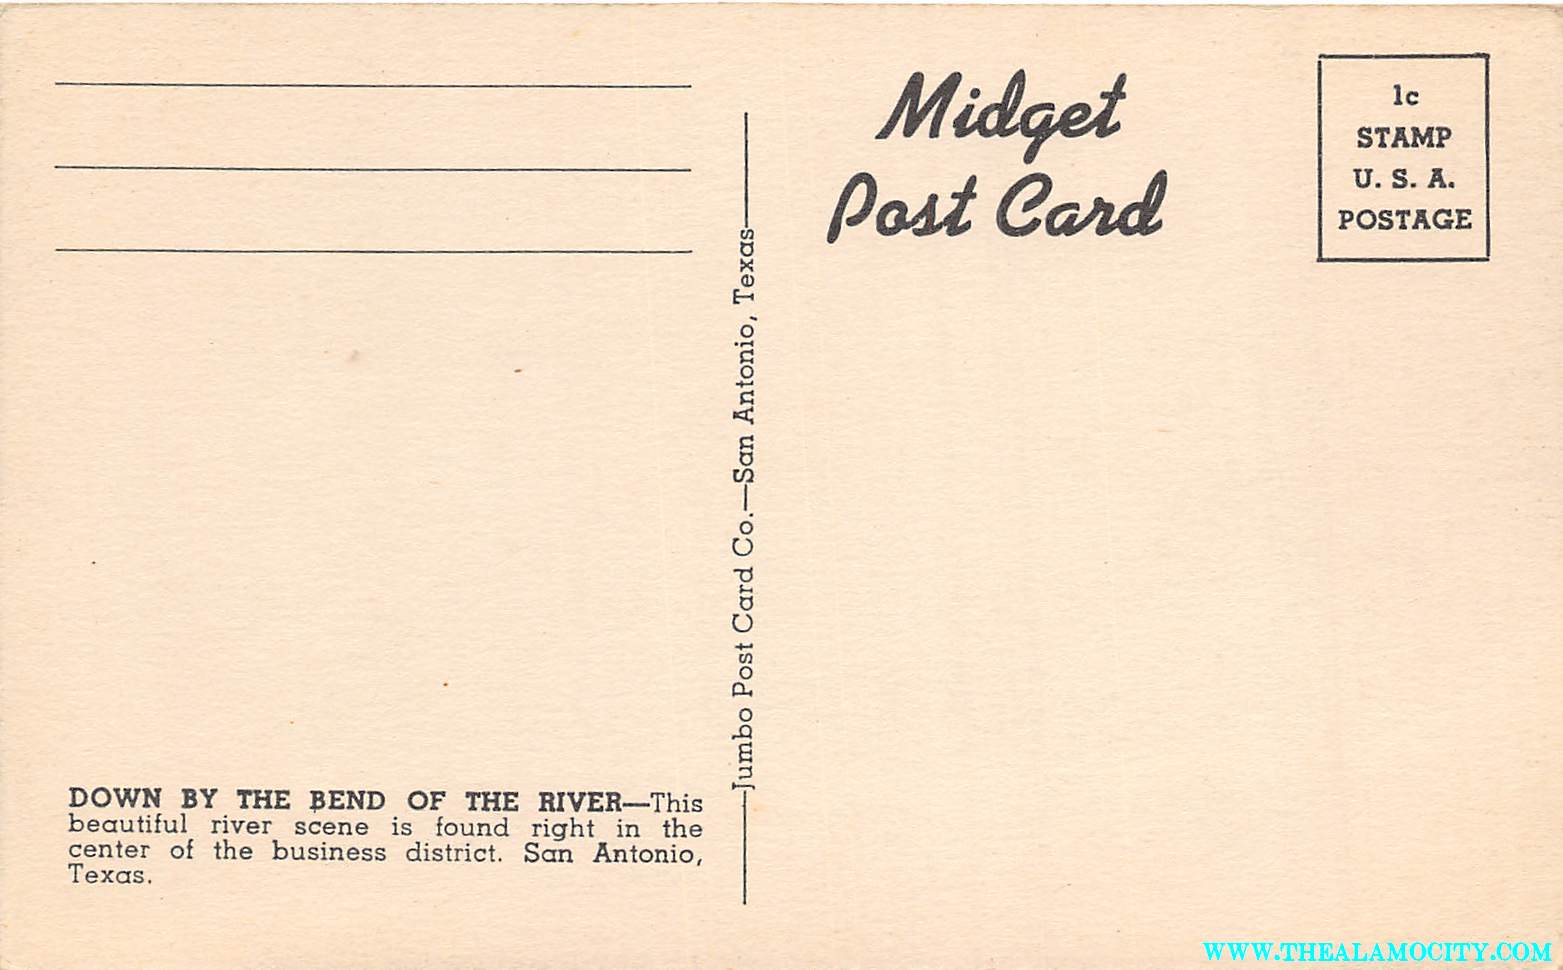 Midget
Post Card
1c
STAMP
U. S. A.
POSTAGE
Jumbo Post Card Co.—San Antonio, Texas
DOWN BY THE BEND OF THE RIVER—This
beautiful river scene is found right in the
center of the business district. San Antonio,
Texas.
WWW.THEALAMOCITY.COM